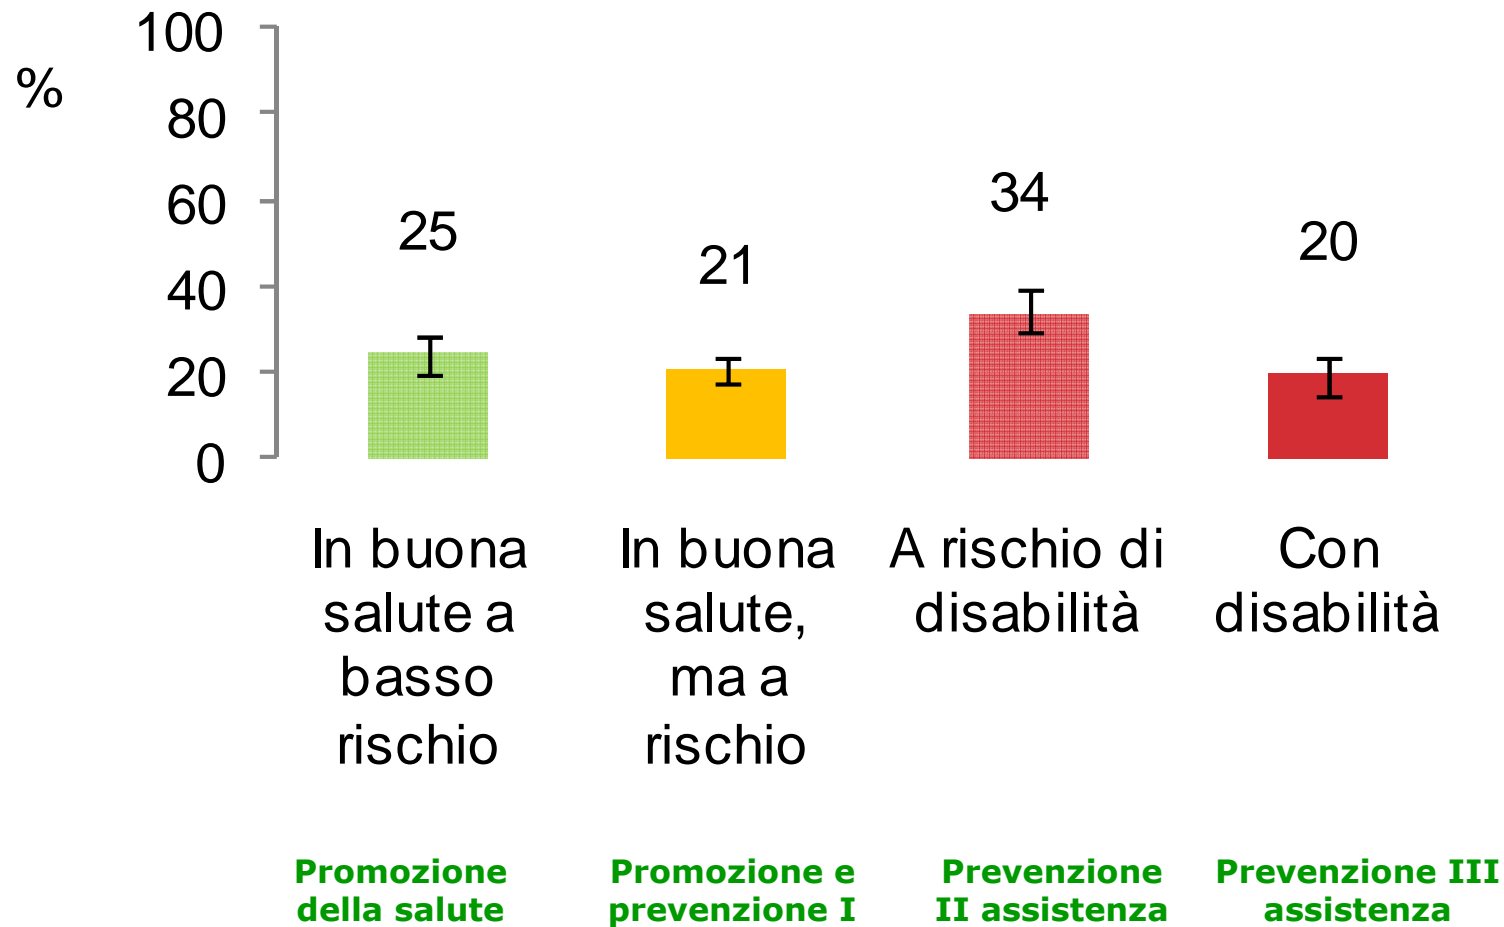 100
%
80
60
40
20
0
25
21
34
20
In buona
salute a
basso
rischio
In buona
salute,
ma a
rischio
A rischio di
disabilità
Con
disabilità
Promozione
della salute
Promozione e
prevenzione I
Prevenzione
II assistenza
Prevenzione III
assistenza